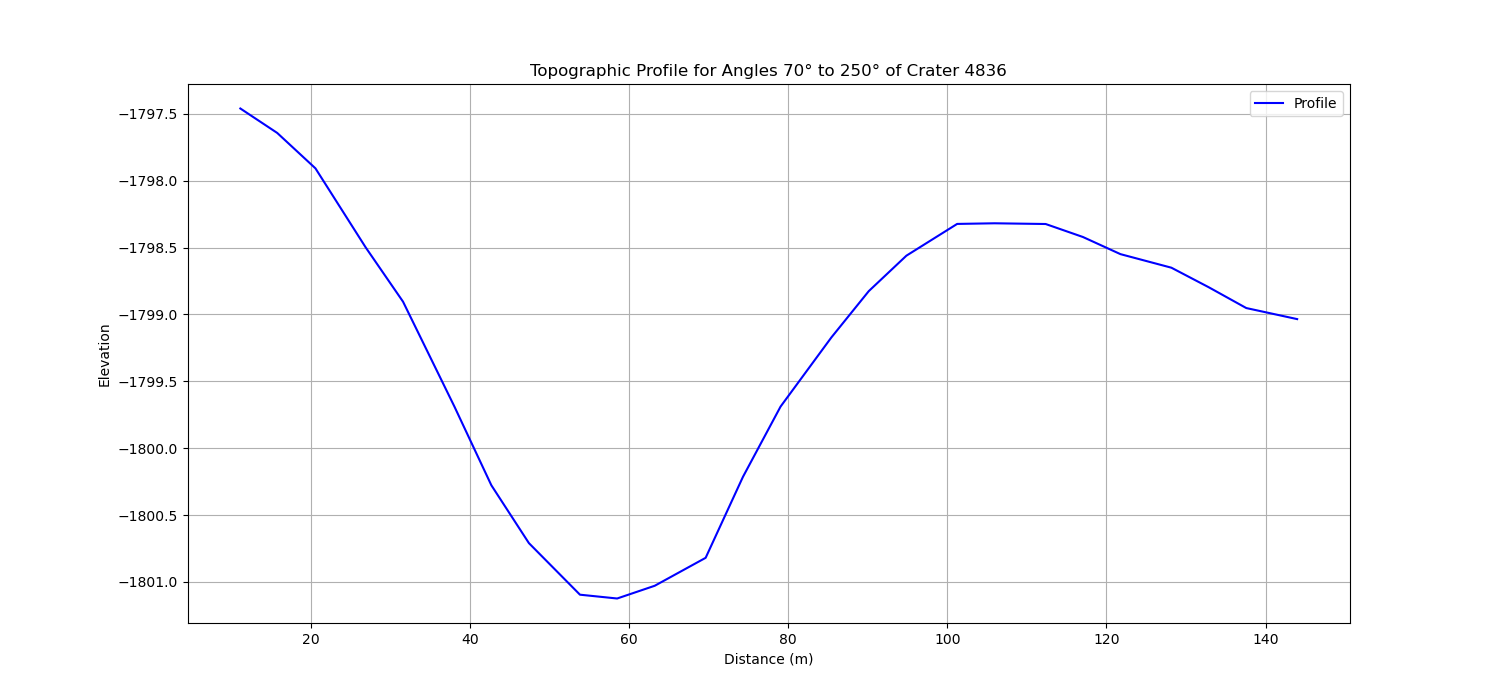 Topographic Profile for Angles 70° to 250° of Crater 4836
Profile
Elevation
−1797.5
−1798.0
−1798.5
−1799.0
−1799.5
−1800.0
−1800.5
−1801.0
20 40 60 80 100 120 140
Distance (m)